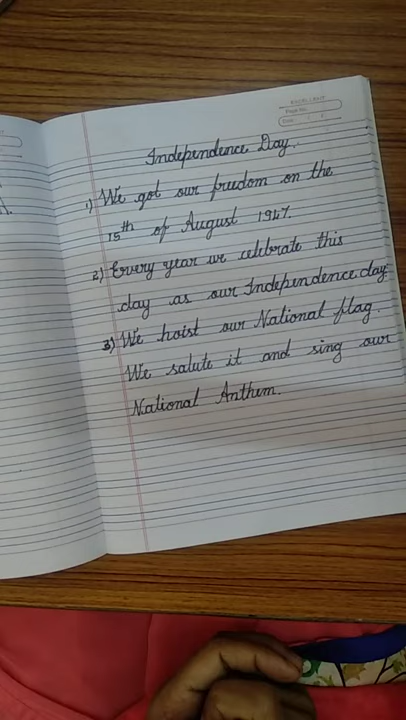 Independence Day.
1) We got our freedom on the
15th of August 1947.
2) Every year we celebrate this
day as our Independence day
3) We hoist our National flag.
We salute it and sing our
National Anthem.